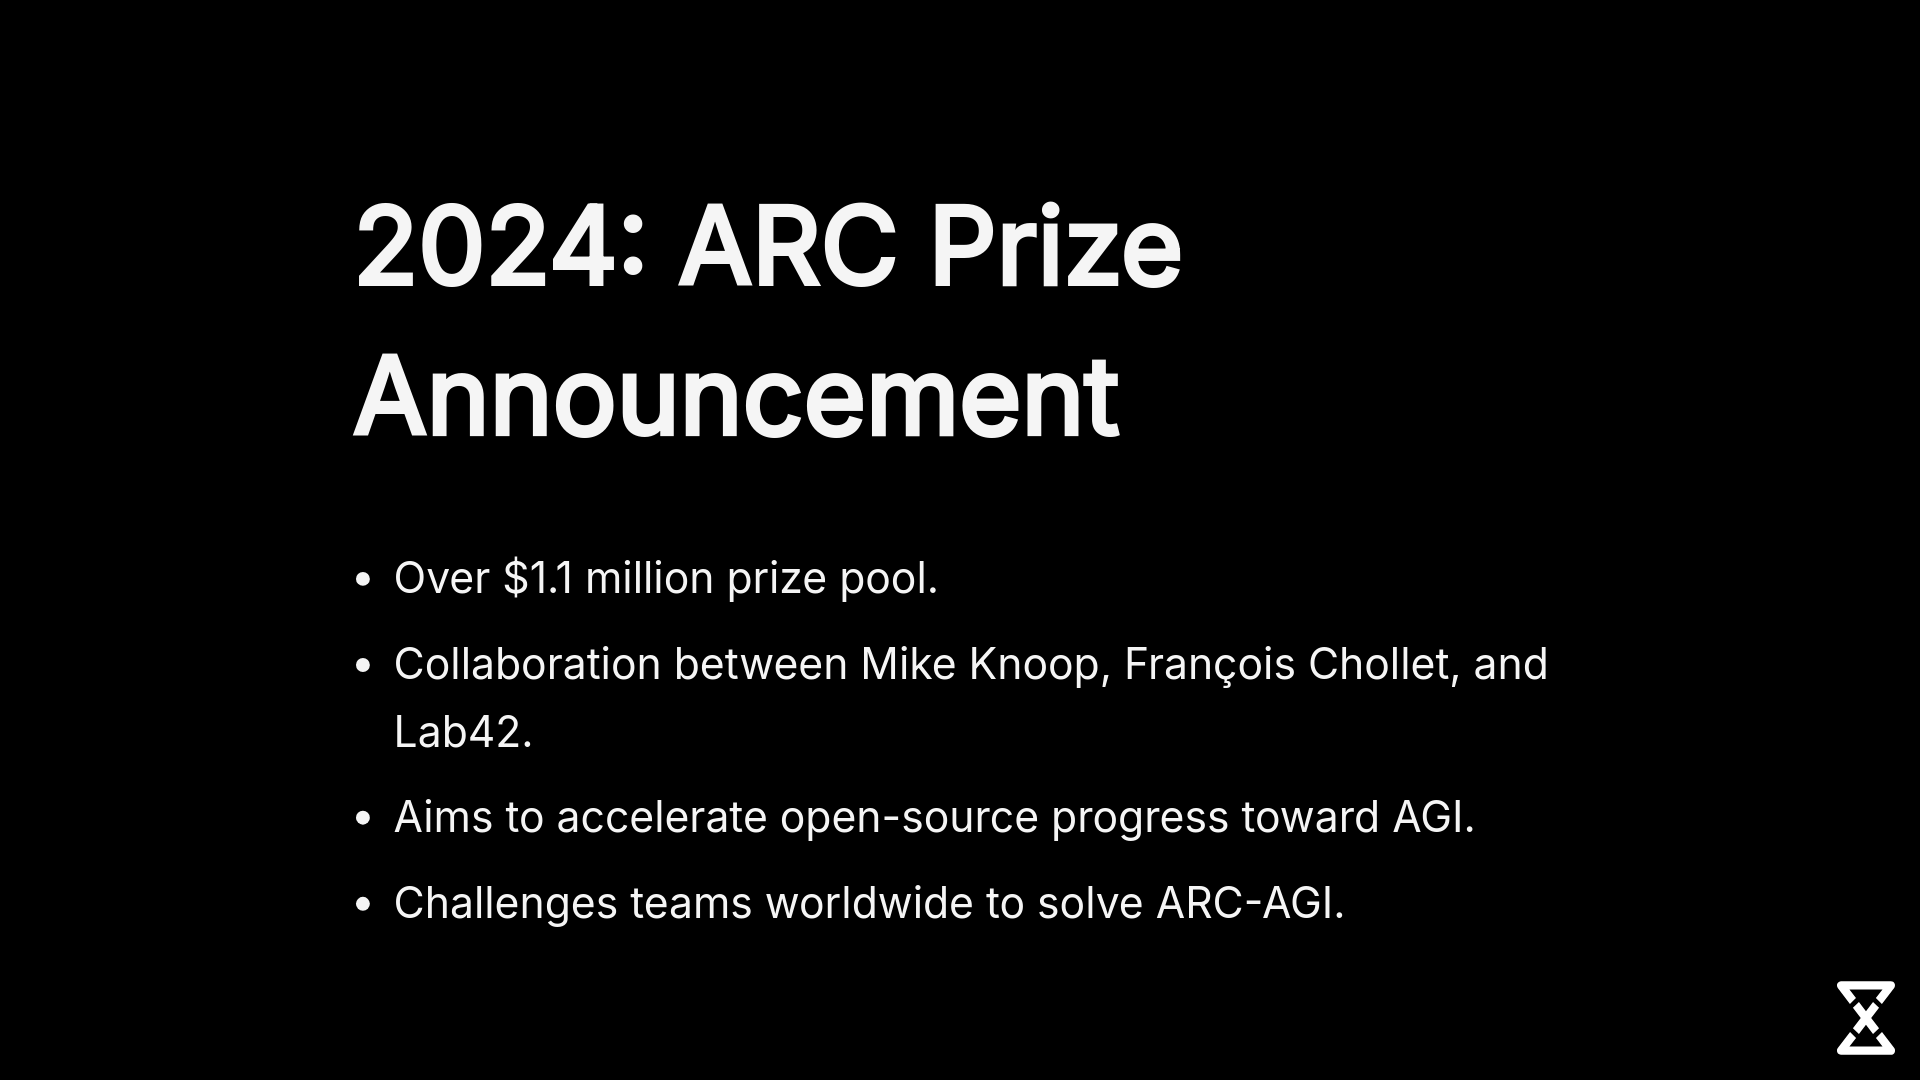 2024: ARC Prize
Announcement
• Over $1.1 million prize pool.
• Collaboration between Mike Knoop, François Chollet, and
Lab42.
• Aims to accelerate open-source progress toward AGI.
• Challenges teams worldwide to solve ARC-AGI.